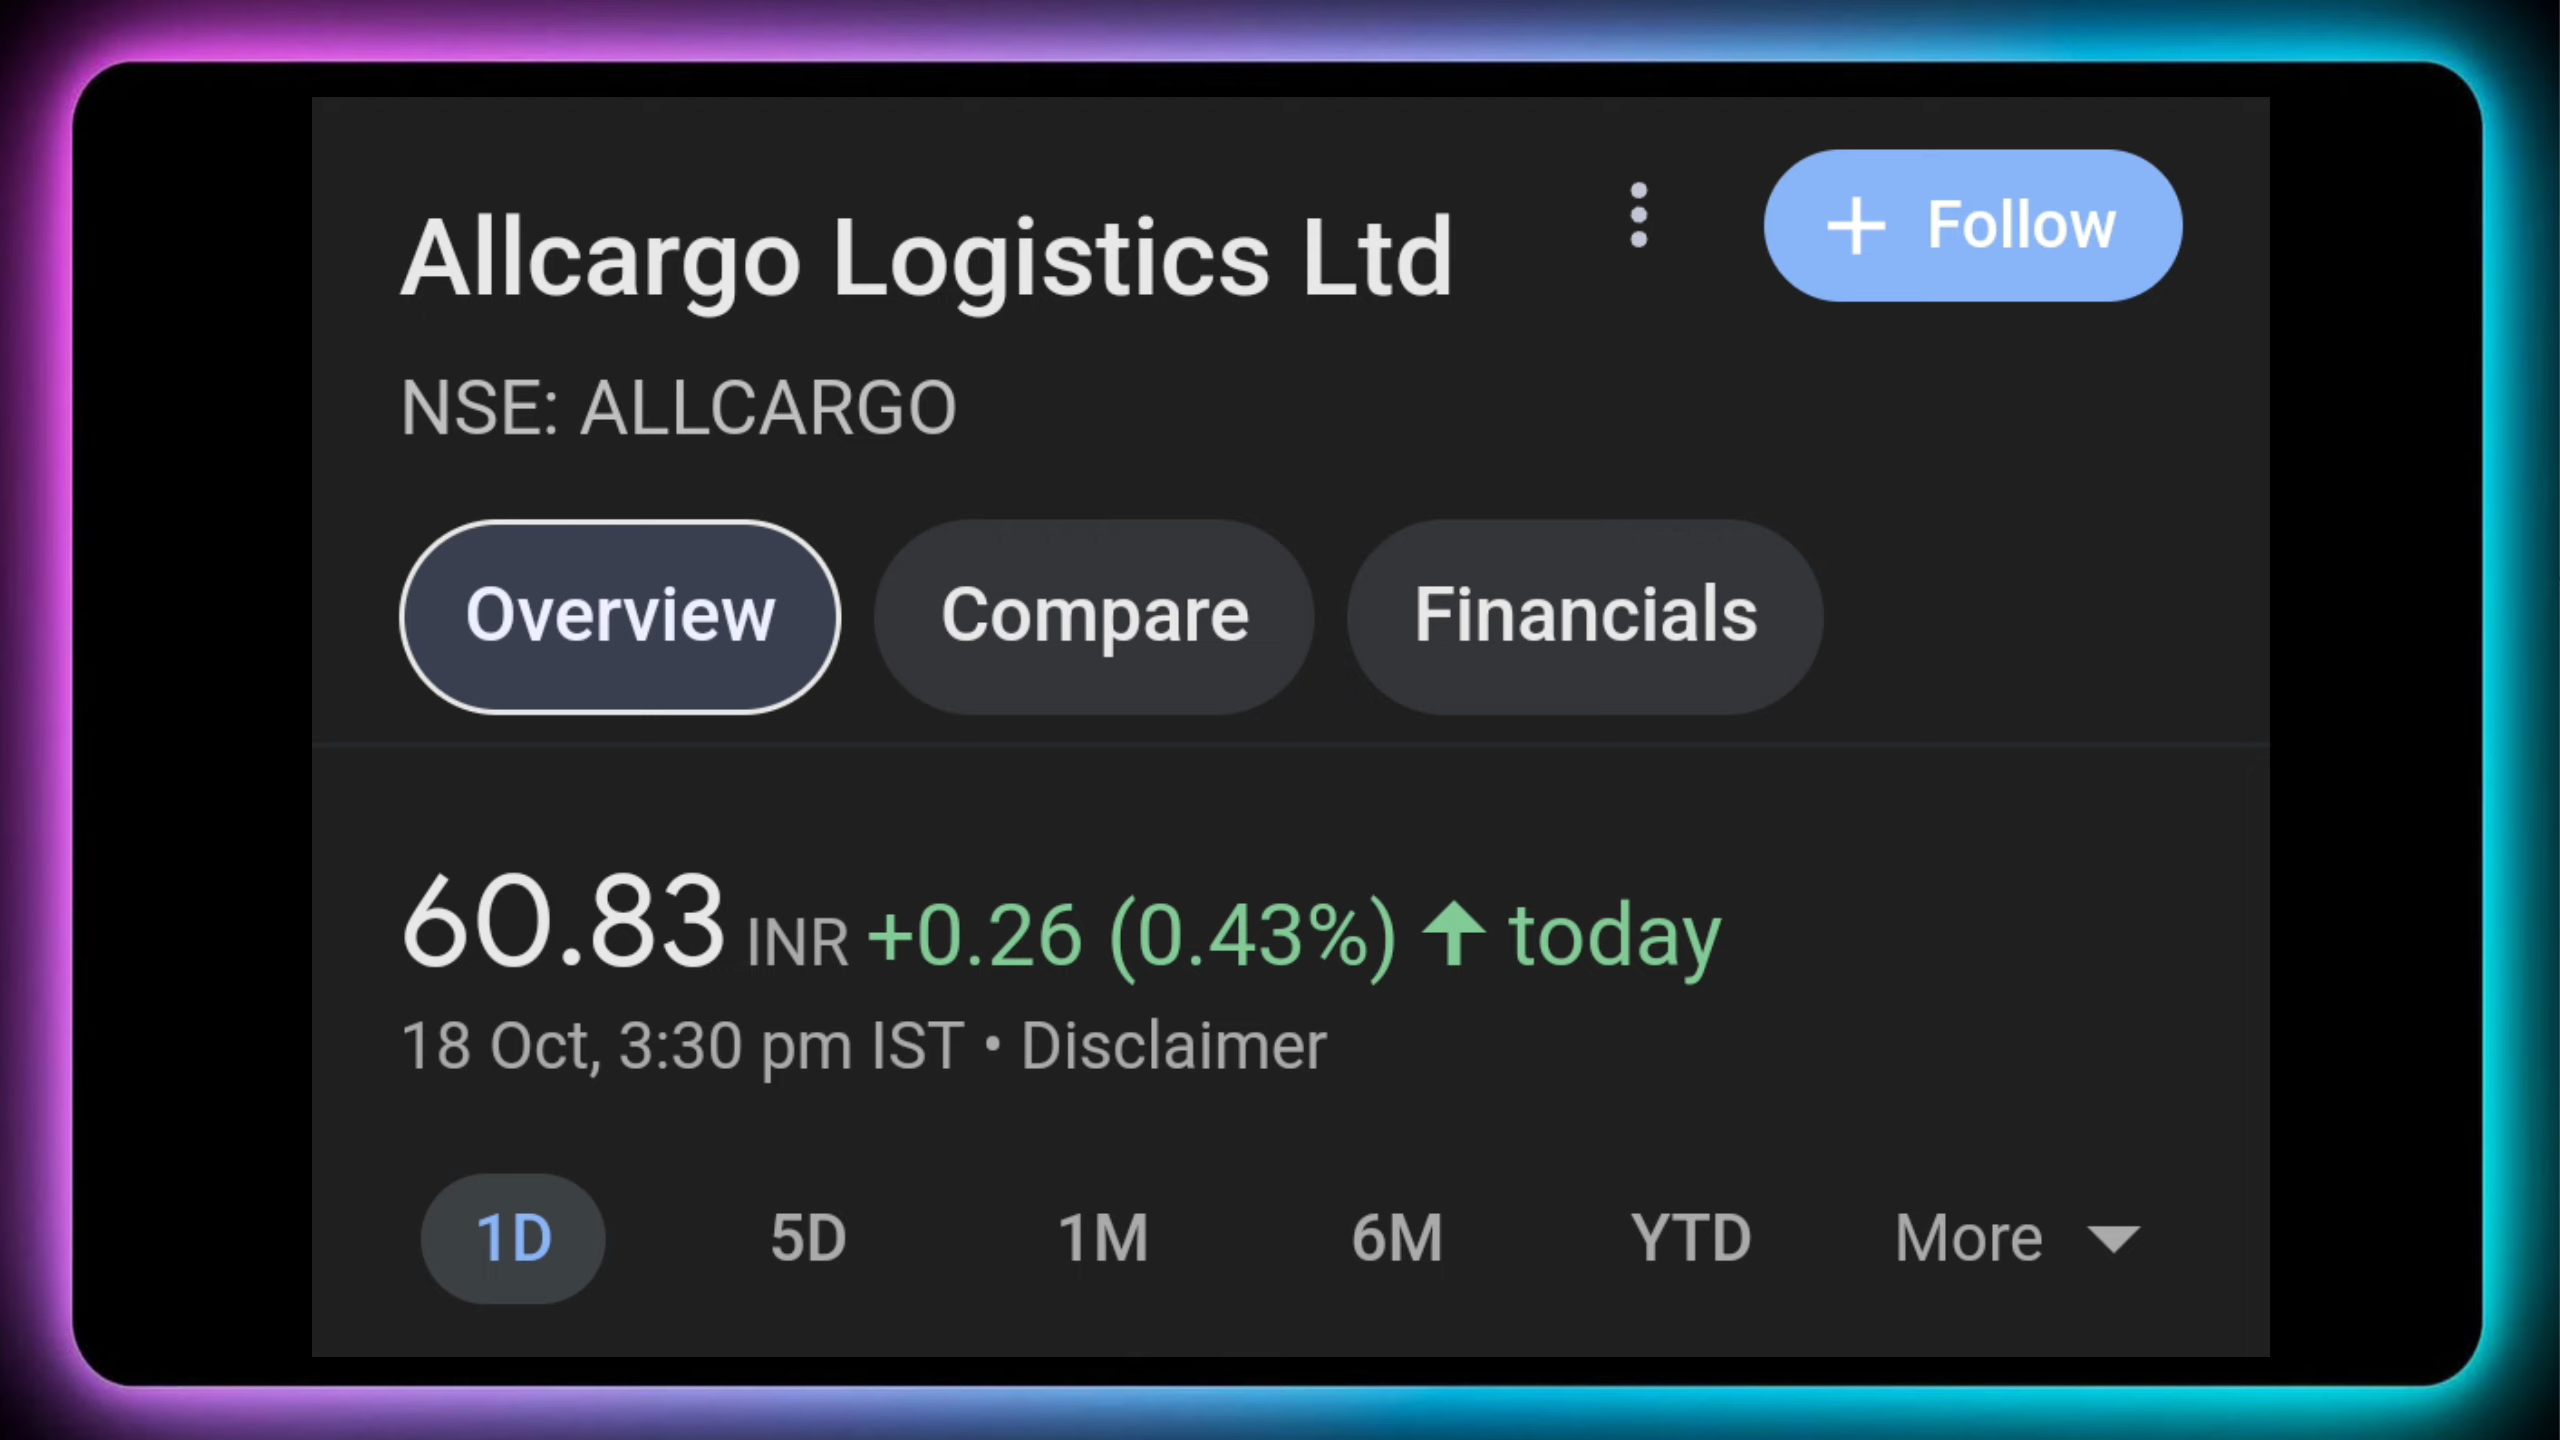 Allcargo Logistics Ltd
+ Follow
NSE: ALLCARGO
Overview Compare Financials
60.83 INR +0.26 (0.43%) ↑ today
18 Oct, 3:30 pm IST • Disclaimer
1D 5D 1M 6M YTD More